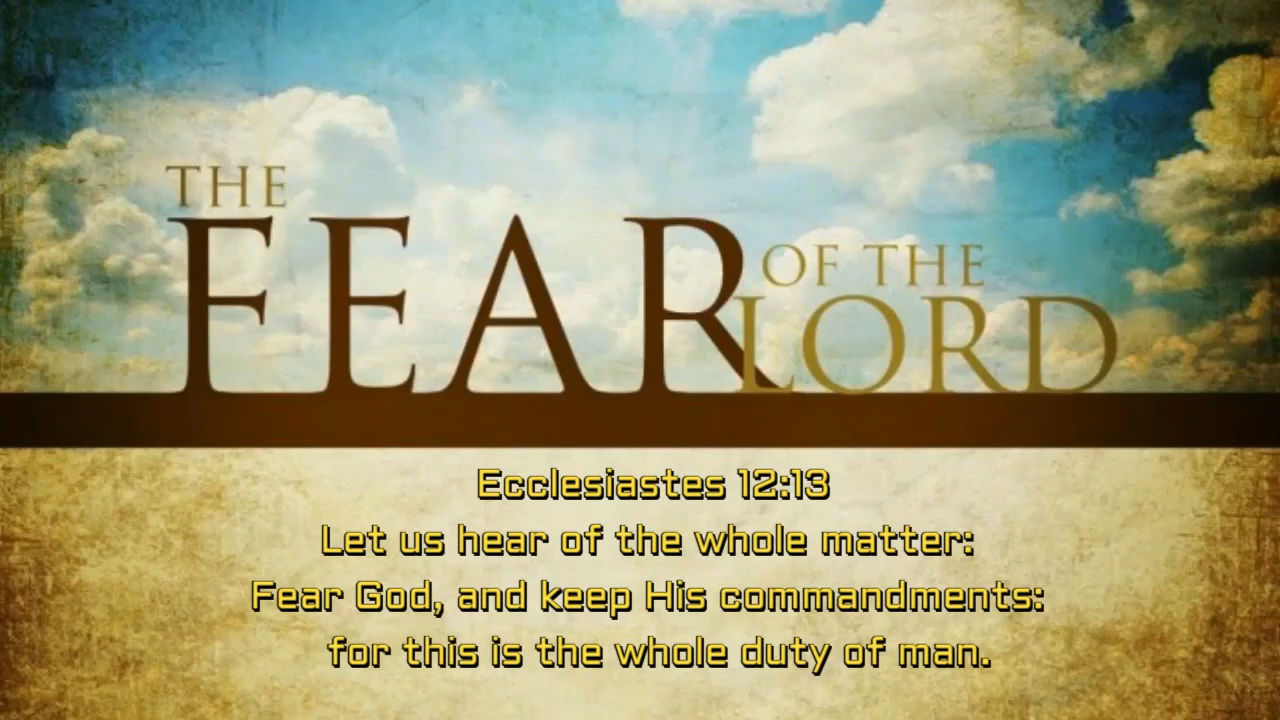 THE
FEAR
OF THE
LORD
Ecclesiastes 12:13
Let us hear of the whole matter:
Fear God, and keep His commandments:
for this is the whole duty of man.